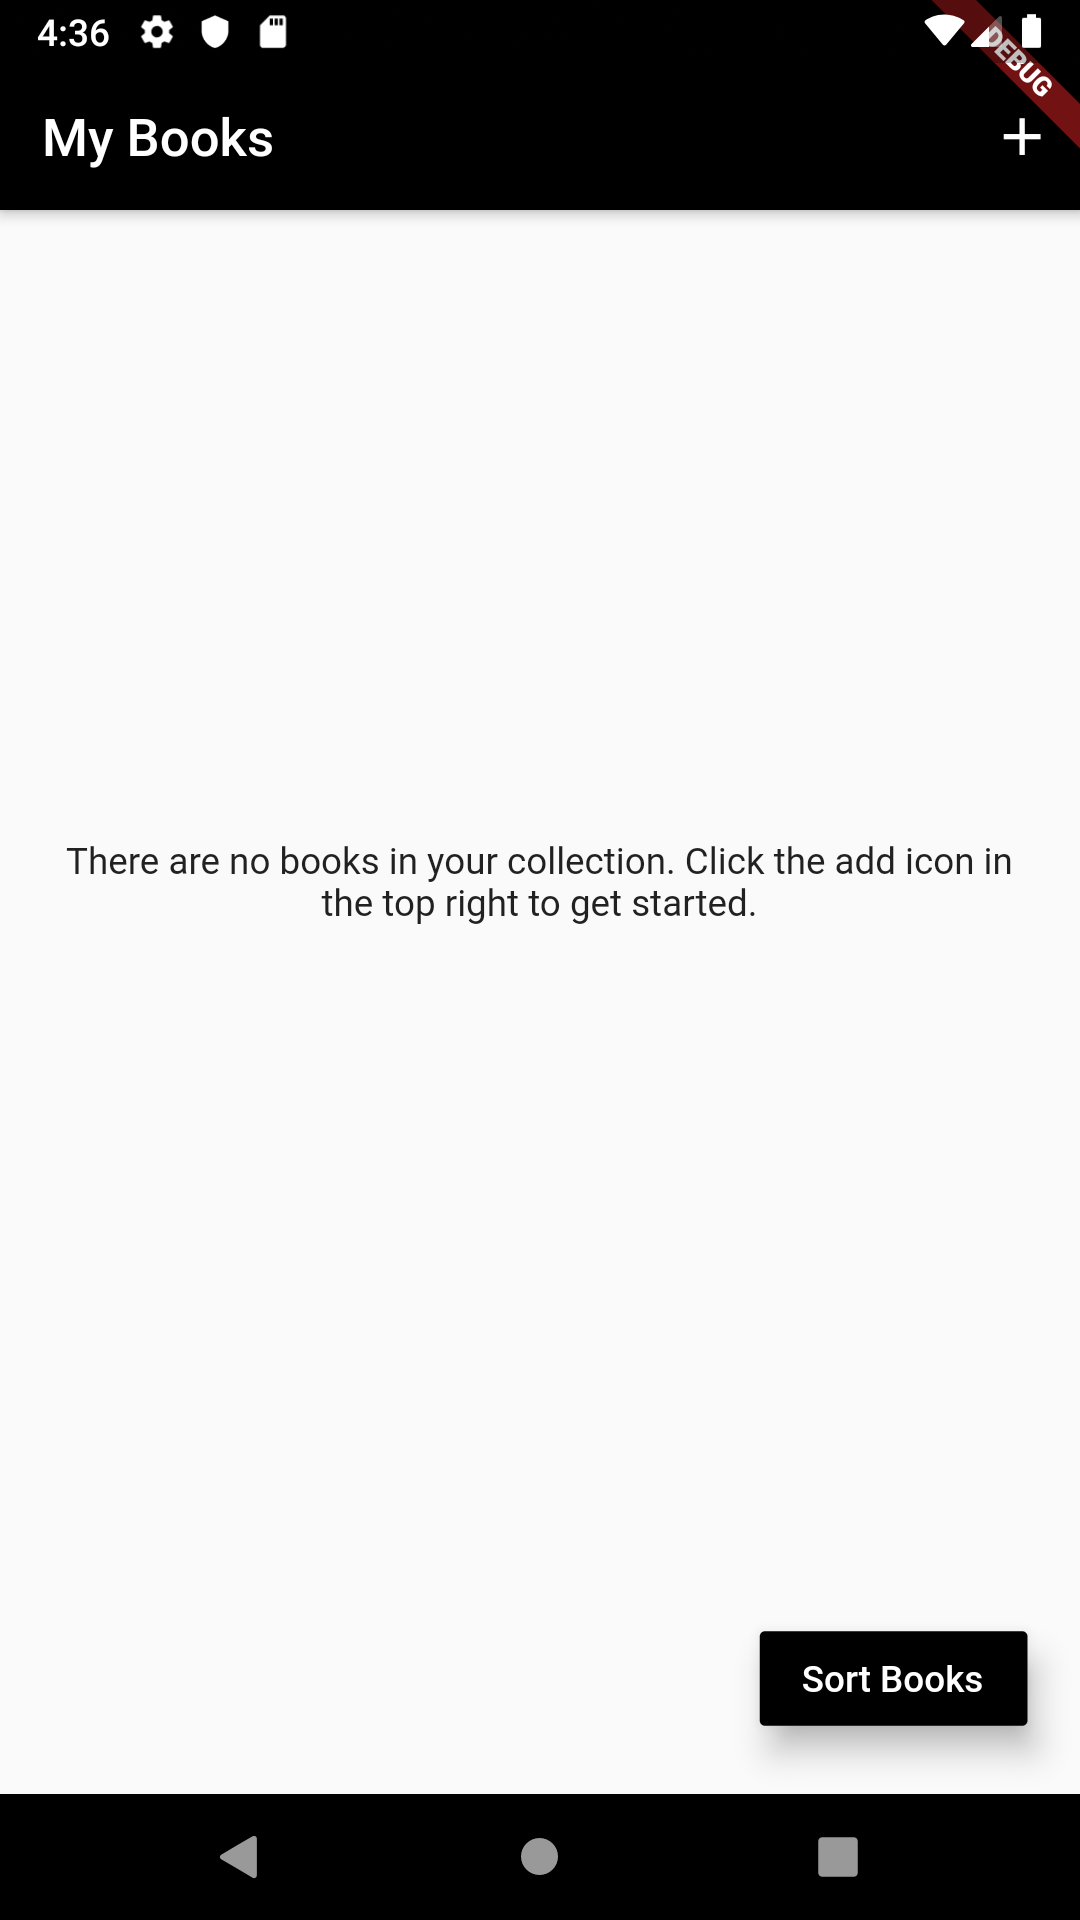 4:36
DEBUG
My Books
There are no books in your collection. Click the add icon in
the top right to get started.
Sort Books